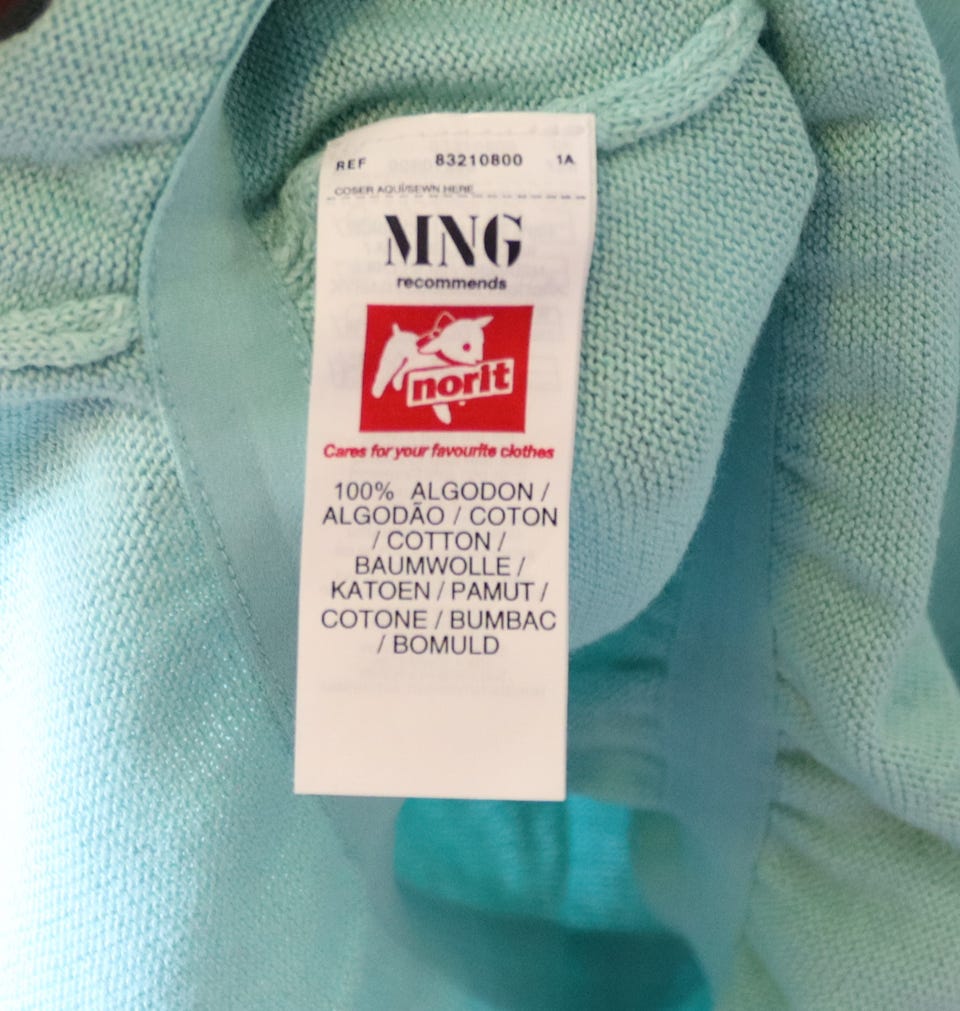 REF 83210800 1A
COSER AQUÍ/SEWN HERE
MNG
recommends
norit
Cares for your favourite clothes
100% ALGODON /
ALGODÃO / COTON
/ COTTON /
BAUMWOLLE /
KATOEN / PAMUT /
COTONE / BUMBAC
/ BOMULD